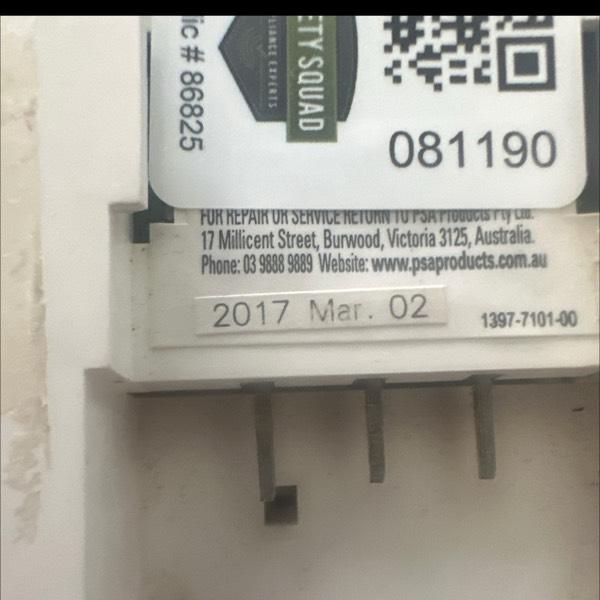 ic # 86825
ETY SQUAD
LIANCE EXPERTS
081190
FOR REPAIR OR SERVICE RETURN TO PSA Products Pty Ltd.
17 Millicent Street, Burwood, Victoria 3125, Australia.
Phone: 03 9888 9889 Website: www.psaproducts.com.au
2017 Mar. 02
1397-7101-00